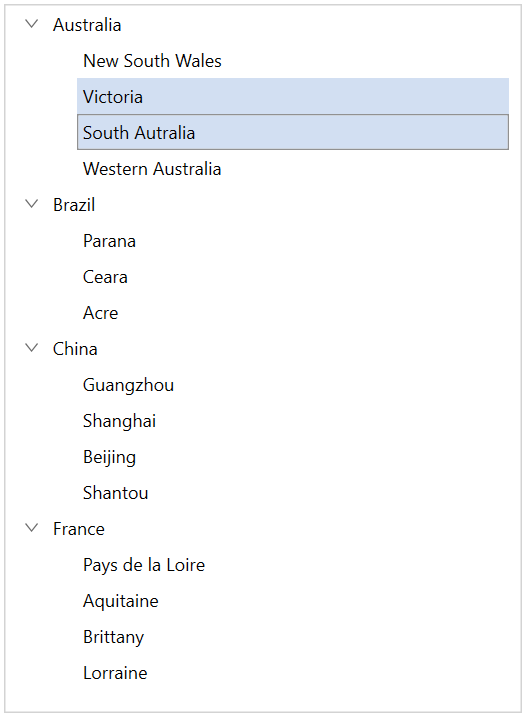 Australia
New South Wales
Victoria
South Autralia
Western Australia
Brazil
Parana
Ceara
Acre
China
Guangzhou
Shanghai
Beijing
Shantou
France
Pays de la Loire
Aquitaine
Brittany
Lorraine